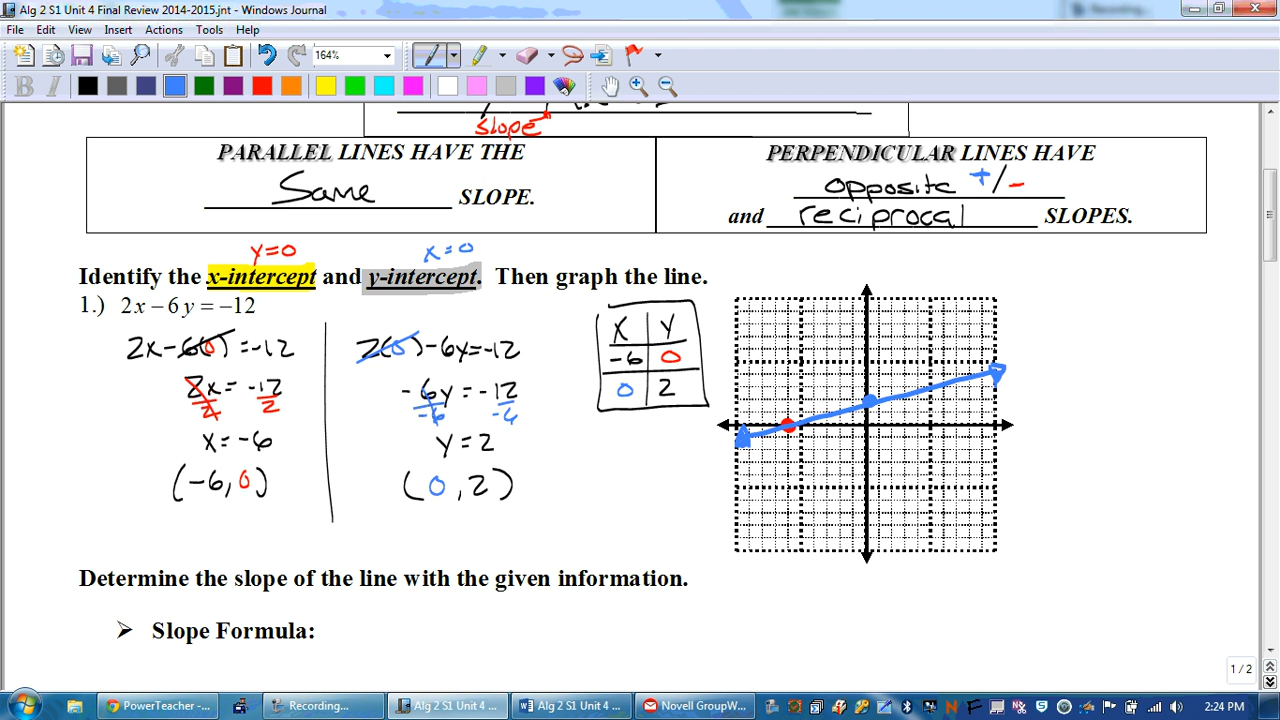 Alg 2 S1 Unit 4 Final Review 2014-2015.jnt - Windows Journal
Recording...
File Edit View Insert Actions Tools Help
164%
B I
slope
PARALLEL LINES HAVE THE
Same SLOPE.
PERPENDICULAR LINES HAVE
opposite +/-
and reciprocal SLOPES.
y=0 x=0
Identify the x-intercept and y-intercept. Then graph the line.
1.) 2x − 6y = −12
2x-6(0)=-12
2x = -12
2 2
x = -6
(-6, 0)
2(0)-6y=-12
-6y = -12
-6 -6
y = 2
(0, 2)
X Y
-6 0
0 2
Determine the slope of the line with the given information.
➢ Slope Formula:
1 / 2
PowerTeacher -...
Recording...
Alg 2 S1 Unit 4 ...
Alg 2 S1 Unit 4 -...
Novell GroupW...
2:24 PM